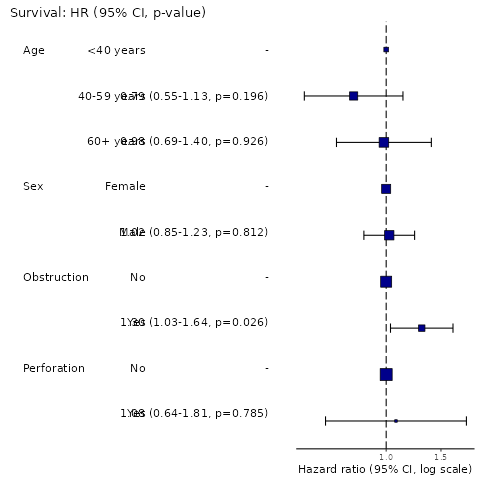 Survival: HR (95% CI, p-value)
Age <40 years -
40-59 years 0.79 (0.55-1.13, p=0.196)
60+ years 0.98 (0.69-1.40, p=0.926)
Sex Female -
Male 1.02 (0.85-1.23, p=0.812)
Obstruction No -
Yes 1.30 (1.03-1.64, p=0.026)
Perforation No -
Yes 1.08 (0.64-1.81, p=0.785)
1.0 1.5
Hazard ratio (95% CI, log scale)